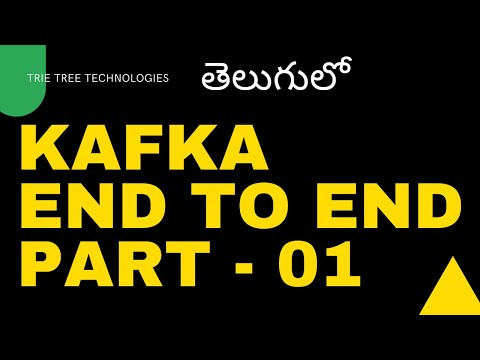 TRIE TREE TECHNOLOGIES
తెలుగులో
KAFKA
END TO END
PART - 01